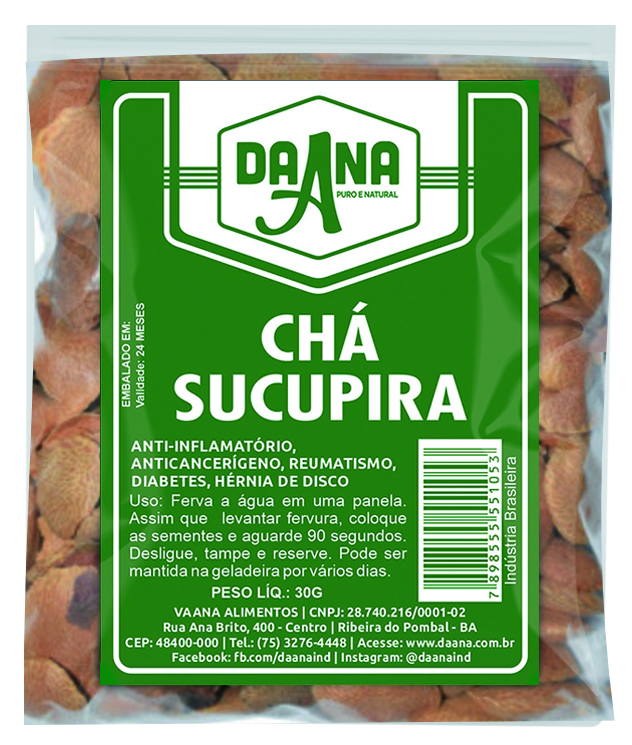 DAANA
PURO E NATURAL
CHÁ
SUCUPIRA
EMBALADO EM:
Validade: 24 MESES
ANTI-INFLAMATÓRIO,
ANTICANCERÍGENO, REUMATISMO,
DIABETES, HÉRNIA DE DISCO
Uso: Ferva a água em uma panela.
Assim que levantar fervura, coloque
as sementes e aguarde 90 segundos.
Desligue, tampe e reserve. Pode ser
mantida na geladeira por vários dias.
PESO LÍQ.: 30G
7 898555 551053
Indústria Brasileira
VAANA ALIMENTOS | CNPJ: 28.740.216/0001-02
Rua Ana Brito, 400 - Centro | Ribeira do Pombal - BA
CEP: 48400-000 | Tel.: (75) 3276-4448 | Acesse: www.daana.com.br
Facebook: fb.com/daanaind | Instagram: @daanaind